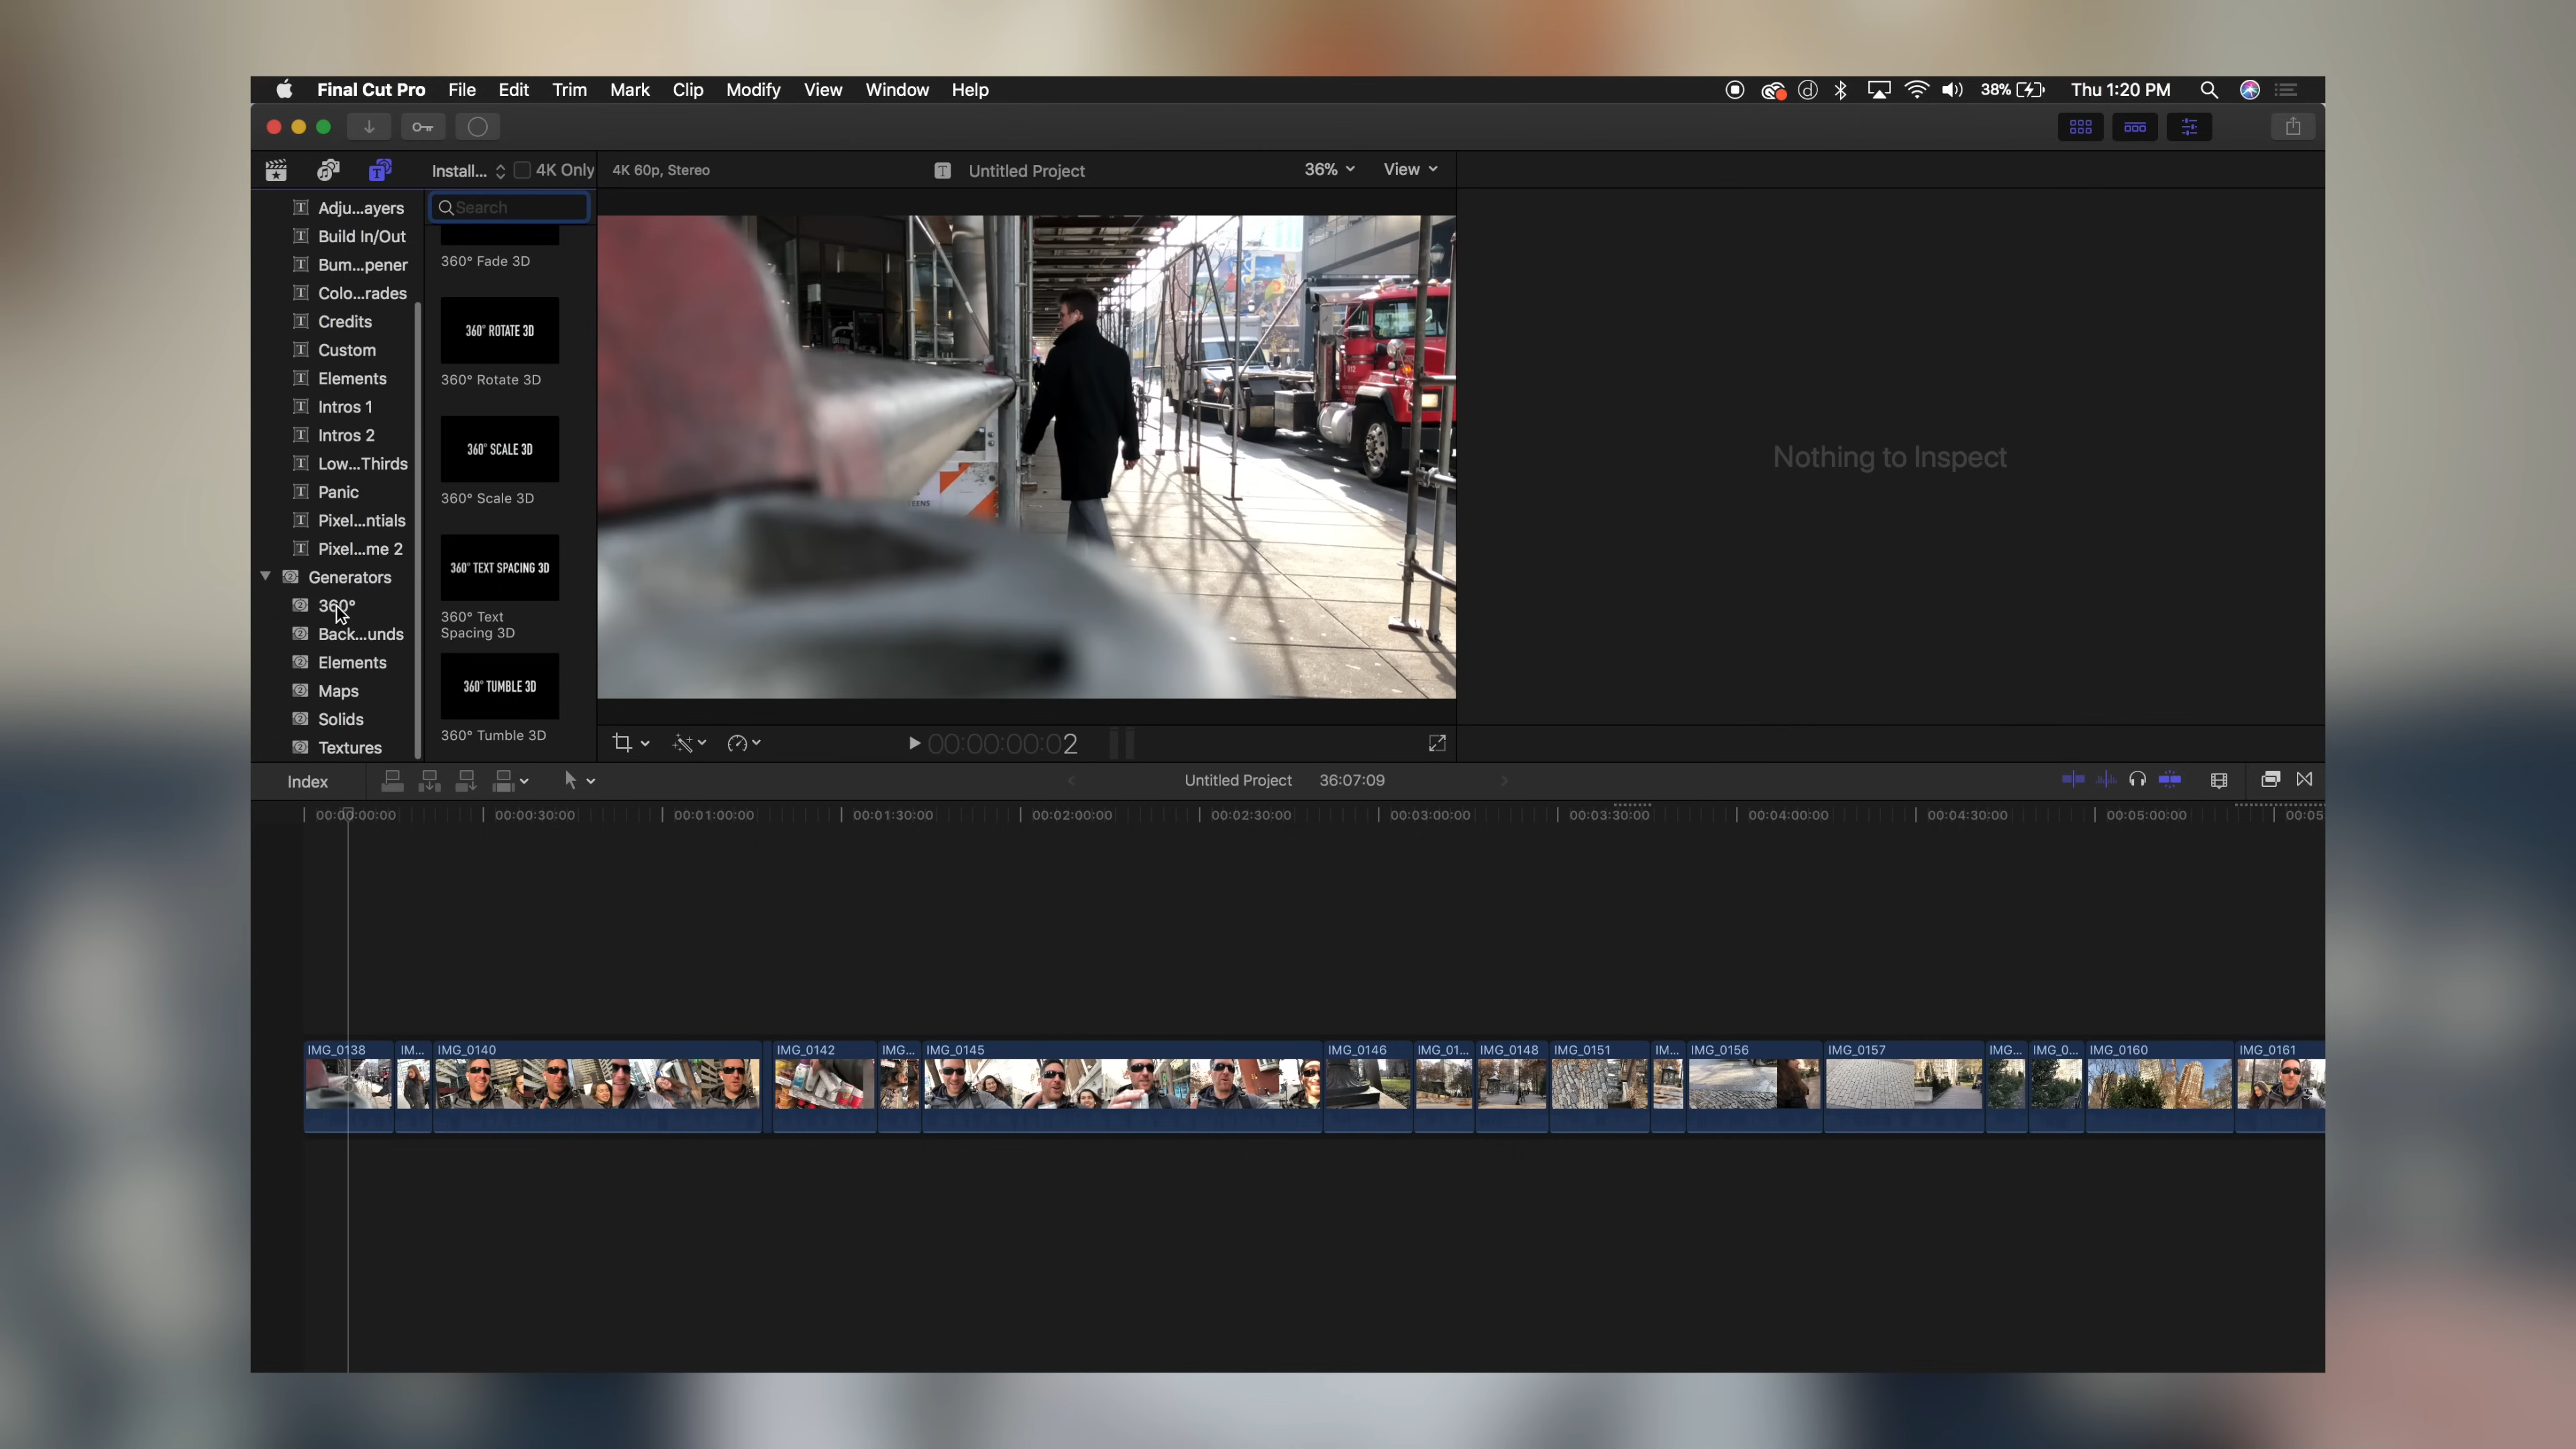 Final Cut Pro File Edit Trim Mark Clip Modify View Window Help 38% Thu 1:20 PM
Install... 4K Only 4K 60p, Stereo Untitled Project 36% View
Adju...ayers
Build In/Out
Bum...pener
Colo...rades
Credits
Custom
Elements
Intros 1
Intros 2
Low...Thirds
Panic
Pixel...ntials
Pixel...me 2
Generators
360°
Back...unds
Elements
Maps
Solids
Textures
Search
360° Fade 3D
360° ROTATE 3D
360° Rotate 3D
360° SCALE 3D
360° Scale 3D
360° TEXT SPACING 3D
360° Text
Spacing 3D
360° TUMBLE 3D
360° Tumble 3D
Nothing to Inspect
00:00:00:02
Index Untitled Project 36:07:09
00:00:00:00 00:00:30:00 00:01:00:00 00:01:30:00 00:02:00:00 00:02:30:00 00:03:00:00 00:03:30:00 00:04:00:00 00:04:30:00 00:05:00:00 00:05
IMG_0138 IM... IMG_0140 IMG_0142 IMG... IMG_0145 IMG_0146 IMG_01... IMG_0148 IMG_0151 IM... IMG_0156 IMG_0157 IMG... IMG_0... IMG_0160 IMG_0161